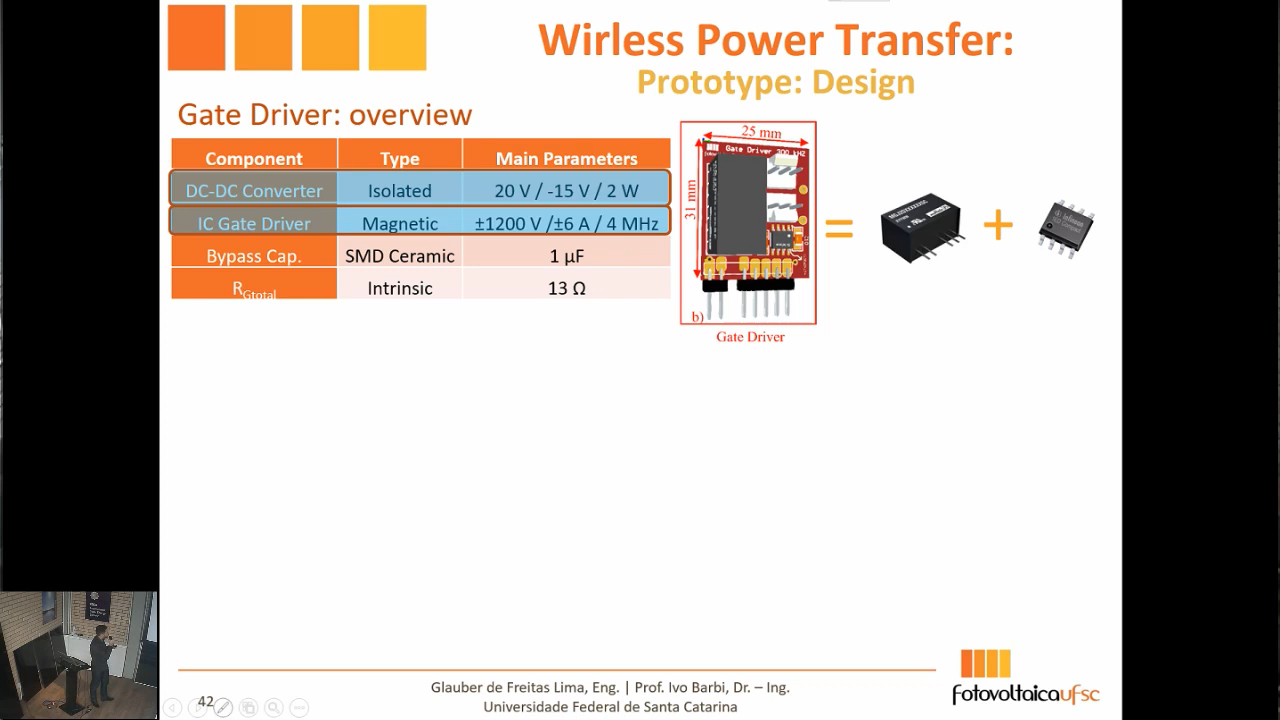 Wirless Power Transfer:
Prototype: Design
Gate Driver: overview
Component Type Main Parameters
DC-DC Converter Isolated 20 V / -15 V / 2 W
IC Gate Driver Magnetic ±1200 V /±6 A / 4 MHz
Bypass Cap. SMD Ceramic 1 µF
RGtotal Intrinsic 13 Ω
25 mm
Gate Driver 300 kHz
31 mm
b)
Gate Driver
=
+
infineon
Glauber de Freitas Lima, Eng. | Prof. Ivo Barbi, Dr. – Ing.
Universidade Federal de Santa Catarina
42
fotovoltaicaufsc